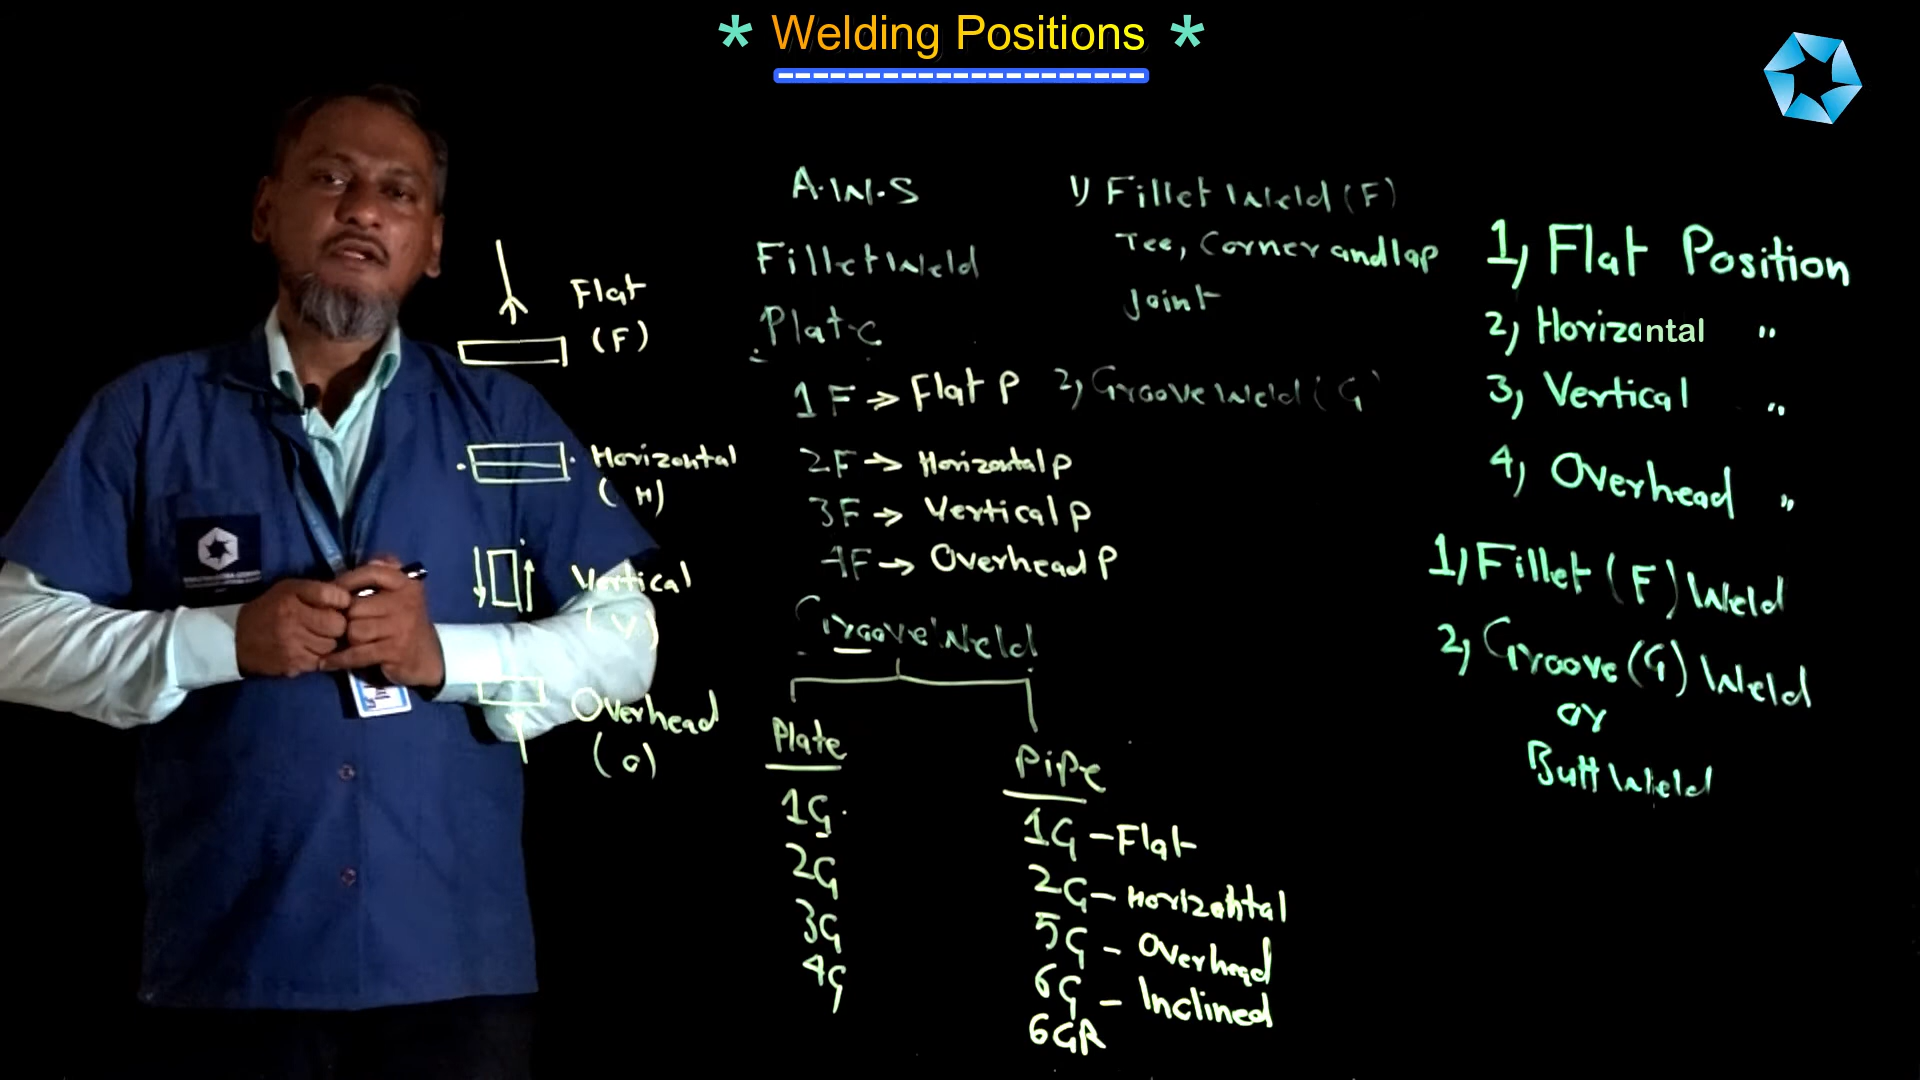 * Welding Positions *
Flat
(F)
Horizontal
(H)
Vertical
(V)
Overhead
(O)
A.W.S
Fillet Weld
Plate
1F → Flat P
2F → Horizontal P
3F → Vertical P
4F → Overhead P
Groove Weld
Plate
1G
2G
3G
4G
Pipe
1G - Flat
2G - Horizontal
5G - Overhead
6G - Inclined
6GR
1) Fillet Weld (F)
Tee, Corner and lap
Joint
2) Groove Weld (G)
1) Flat Position
2) Horizontal "
3) Vertical "
4) Overhead "
1) Fillet (F) Weld
2) Groove (G) Weld
or
Butt Weld